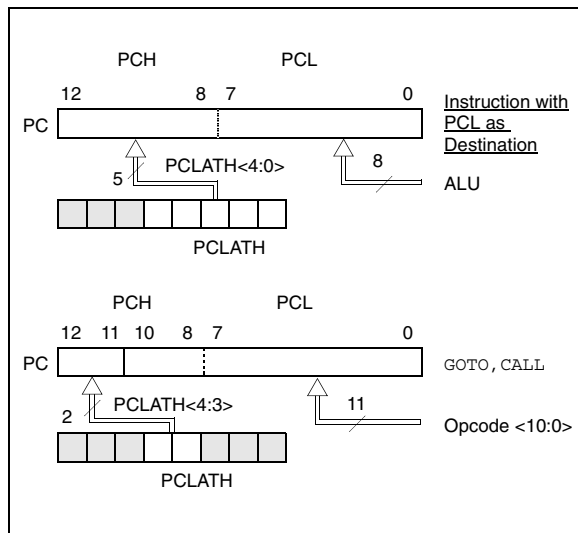 PCH PCL
12 8 7 0
PC
Instruction with
PCL as
Destination
5 PCLATH<4:0> 8
ALU
PCLATH
PCH PCL
12 11 10 8 7 0
PC GOTO,CALL
2 PCLATH<4:3> 11
Opcode <10:0>
PCLATH